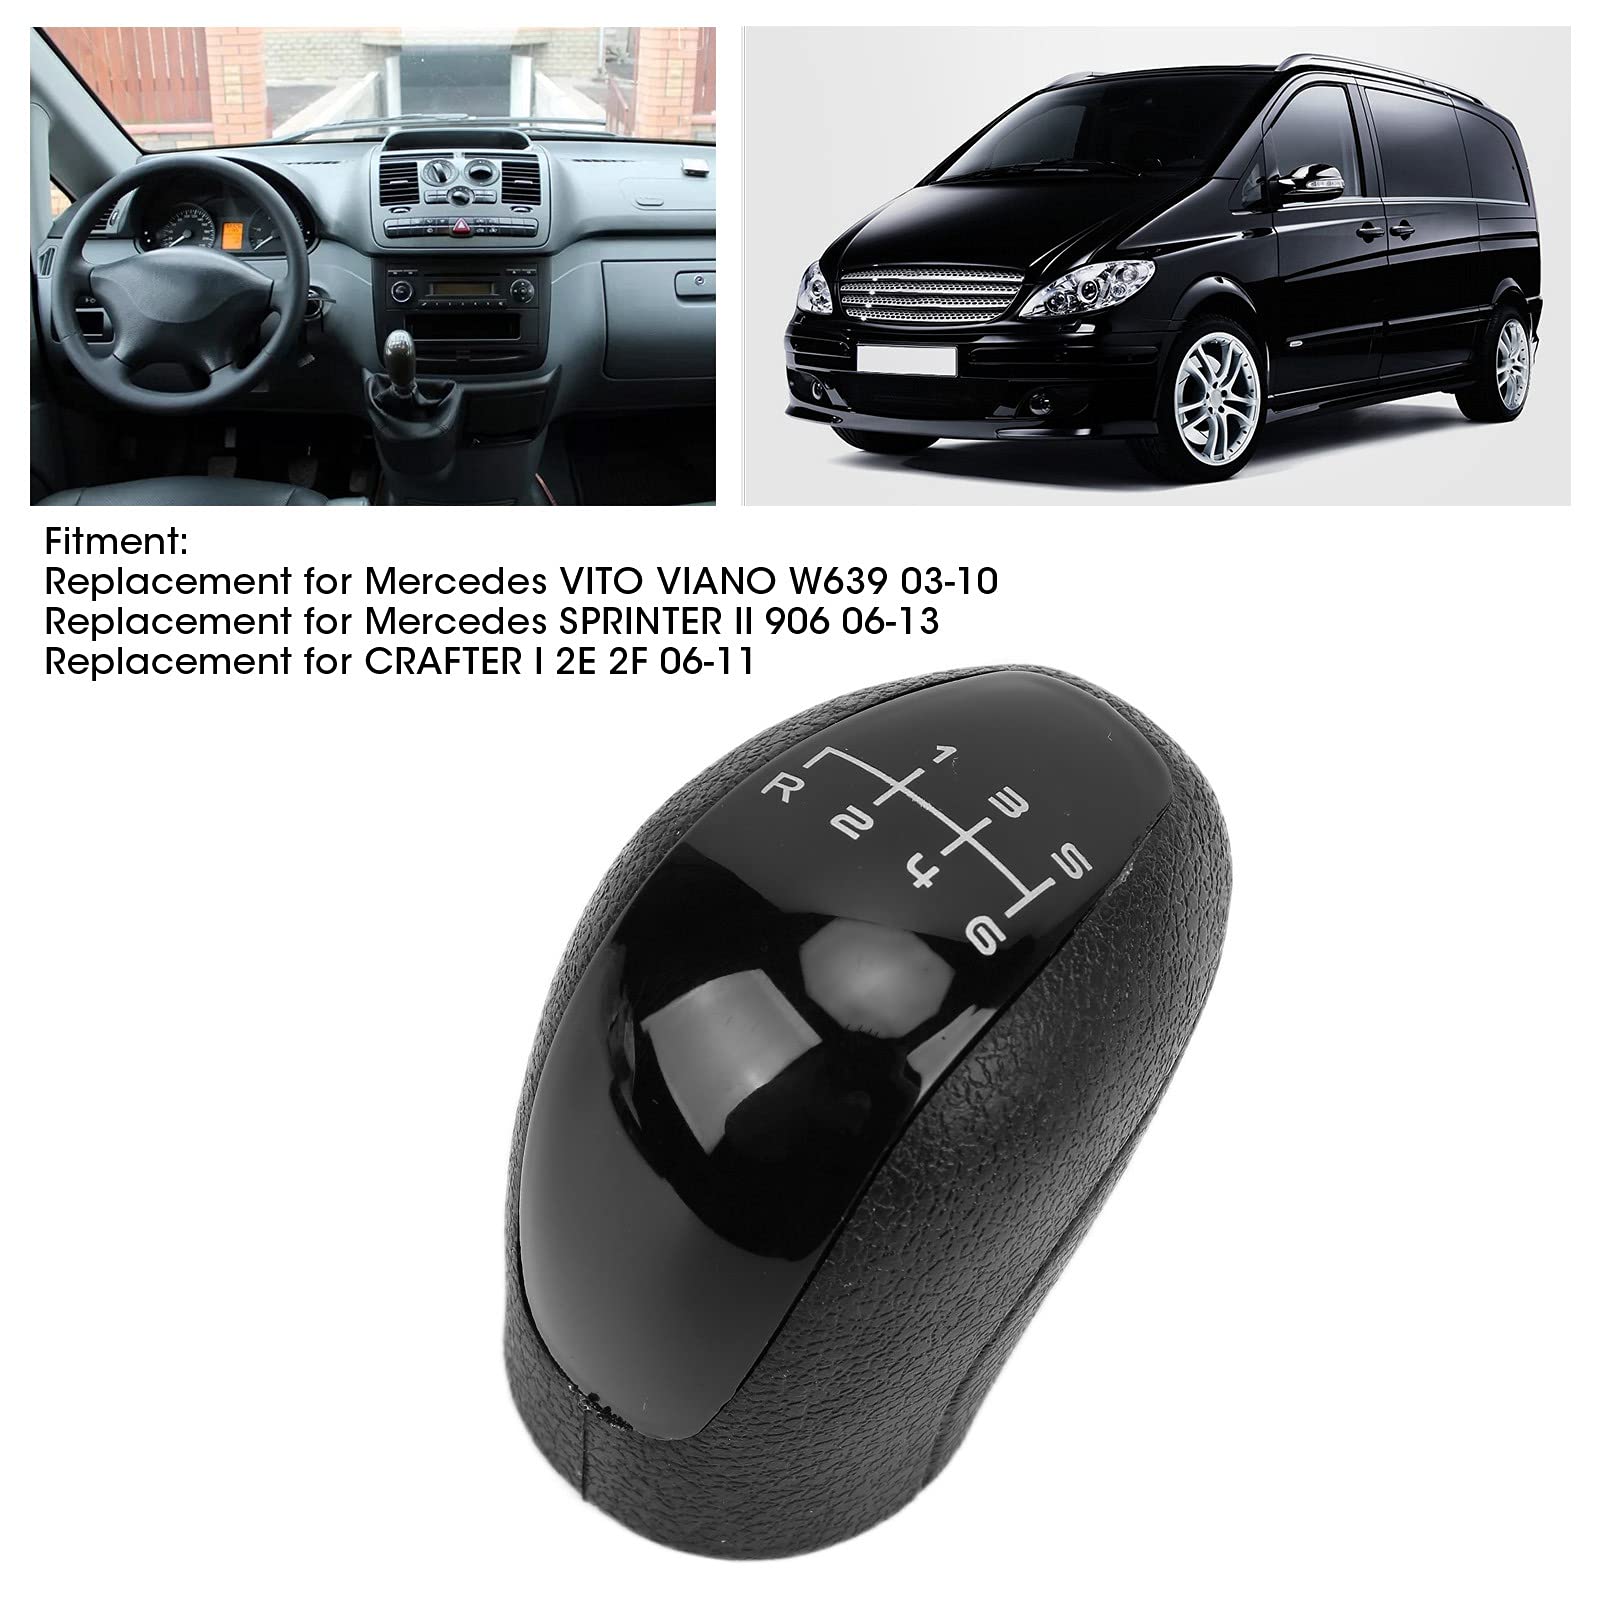 Fitment:
Replacement for Mercedes VITO VIANO W639 03-10
Replacement for Mercedes SPRINTER II 906 06-13
Replacement for CRAFTER I 2E 2F 06-11
1
R
3
2
5
4
6